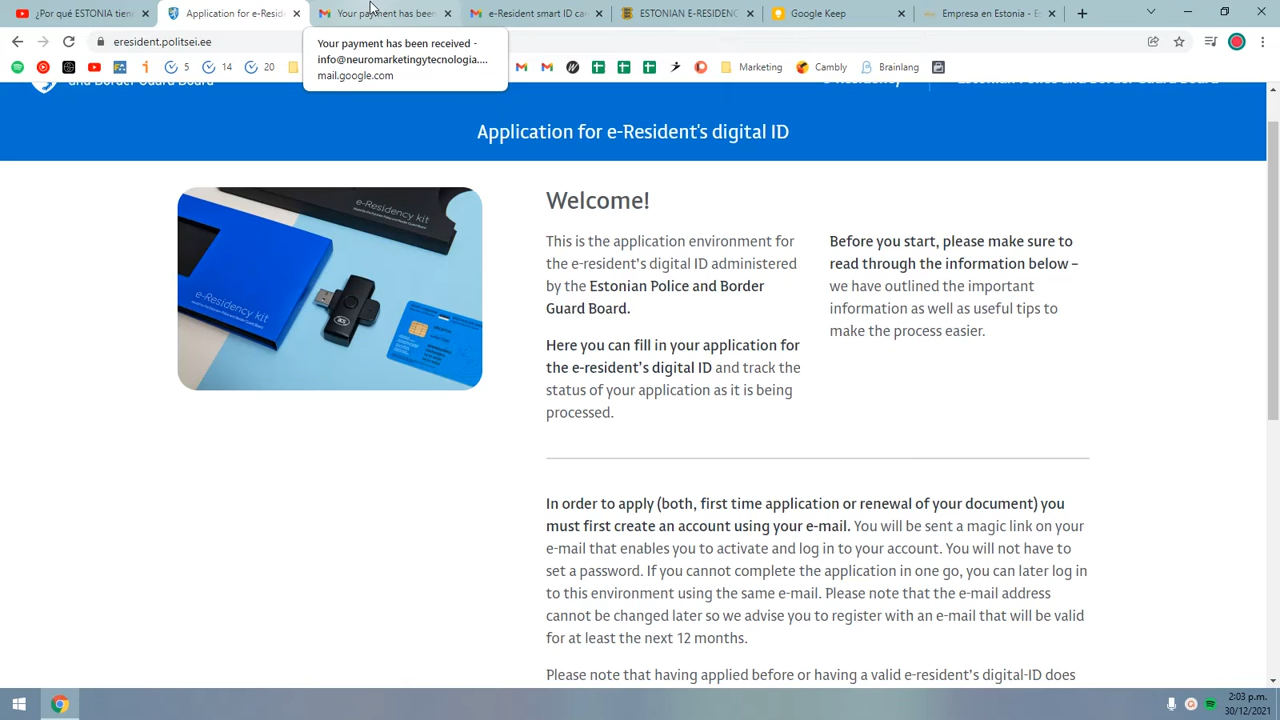 ¿Por qué ESTONIA tiene
Application for e-Resid
Your payment has been
e-Resident smart ID ca
ESTONIAN E-RESIDENC
Google Keep
Empresa en Estonia - E
eresident.politsei.ee
Your payment has been received -
info@neuromarketingytecnologia....
mail.google.com
5
14
20
Marketing
Cambly
Brainlang
Application for e-Resident's digital ID
e-Residency kit
e-Residency kit
Welcome!
This is the application environment for
the e-resident's digital ID administered
by the Estonian Police and Border
Guard Board.
Here you can fill in your application for
the e-resident's digital ID and track the
status of your application as it is being
processed.
Before you start, please make sure to
read through the information below –
we have outlined the important
information as well as useful tips to
make the process easier.
In order to apply (both, first time application or renewal of your document) you
must first create an account using your e-mail. You will be sent a magic link on your
e-mail that enables you to activate and log in to your account. You will not have to
set a password. If you cannot complete the application in one go, you can later log in
to this environment using the same e-mail. Please note that the e-mail address
cannot be changed later so we advise you to register with an e-mail that will be valid
for at least the next 12 months.
Please note that having applied before or having a valid e-resident's digital-ID does
2:03 p.m.
30/12/2021